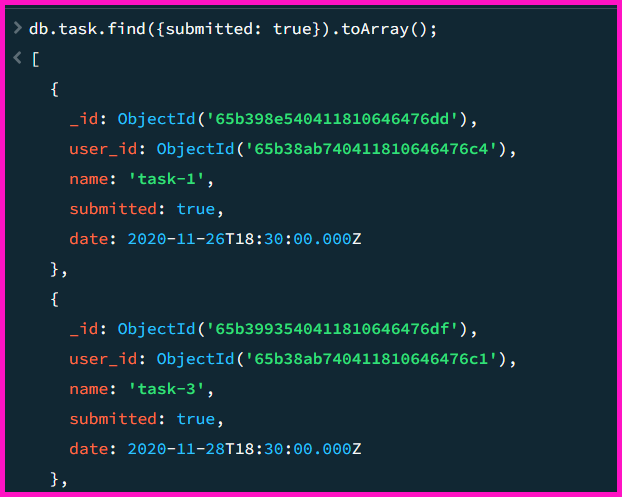 db.task.find({submitted: true}).toArray();
[
{
_id: ObjectId('65b398e540411810646476dd'),
user_id: ObjectId('65b38ab740411810646476c4'),
name: 'task-1',
submitted: true,
date: 2020-11-26T18:30:00.000Z
},
{
_id: ObjectId('65b3993540411810646476df'),
user_id: ObjectId('65b38ab740411810646476c1'),
name: 'task-3',
submitted: true,
date: 2020-11-28T18:30:00.000Z
},